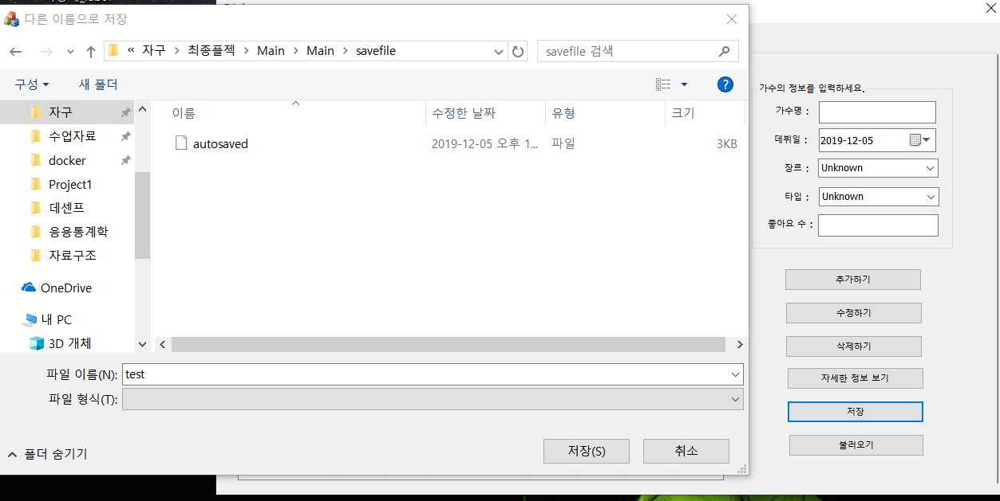 다른 이름으로 저장
« 자구 › 최종플젝 › Main › Main › savefile
savefile 검색
구성
새 폴더
?
자구
수업자료
docker
Project1
데센프
응용통계학
자료구조
OneDrive
내 PC
3D 개체
이름 수정한 날짜 유형 크기
autosaved 2019-12-05 오후 1... 파일 3KB
파일 이름(N): test
파일 형식(T):
폴더 숨기기
저장(S)
취소
가수의 정보를 입력하세요.
가수명 :
데뷔일 : 2019-12-05
장르 : Unknown
타입 : Unknown
좋아요 수 :
추가하기
수정하기
삭제하기
자세한 정보 보기
저장
불러오기